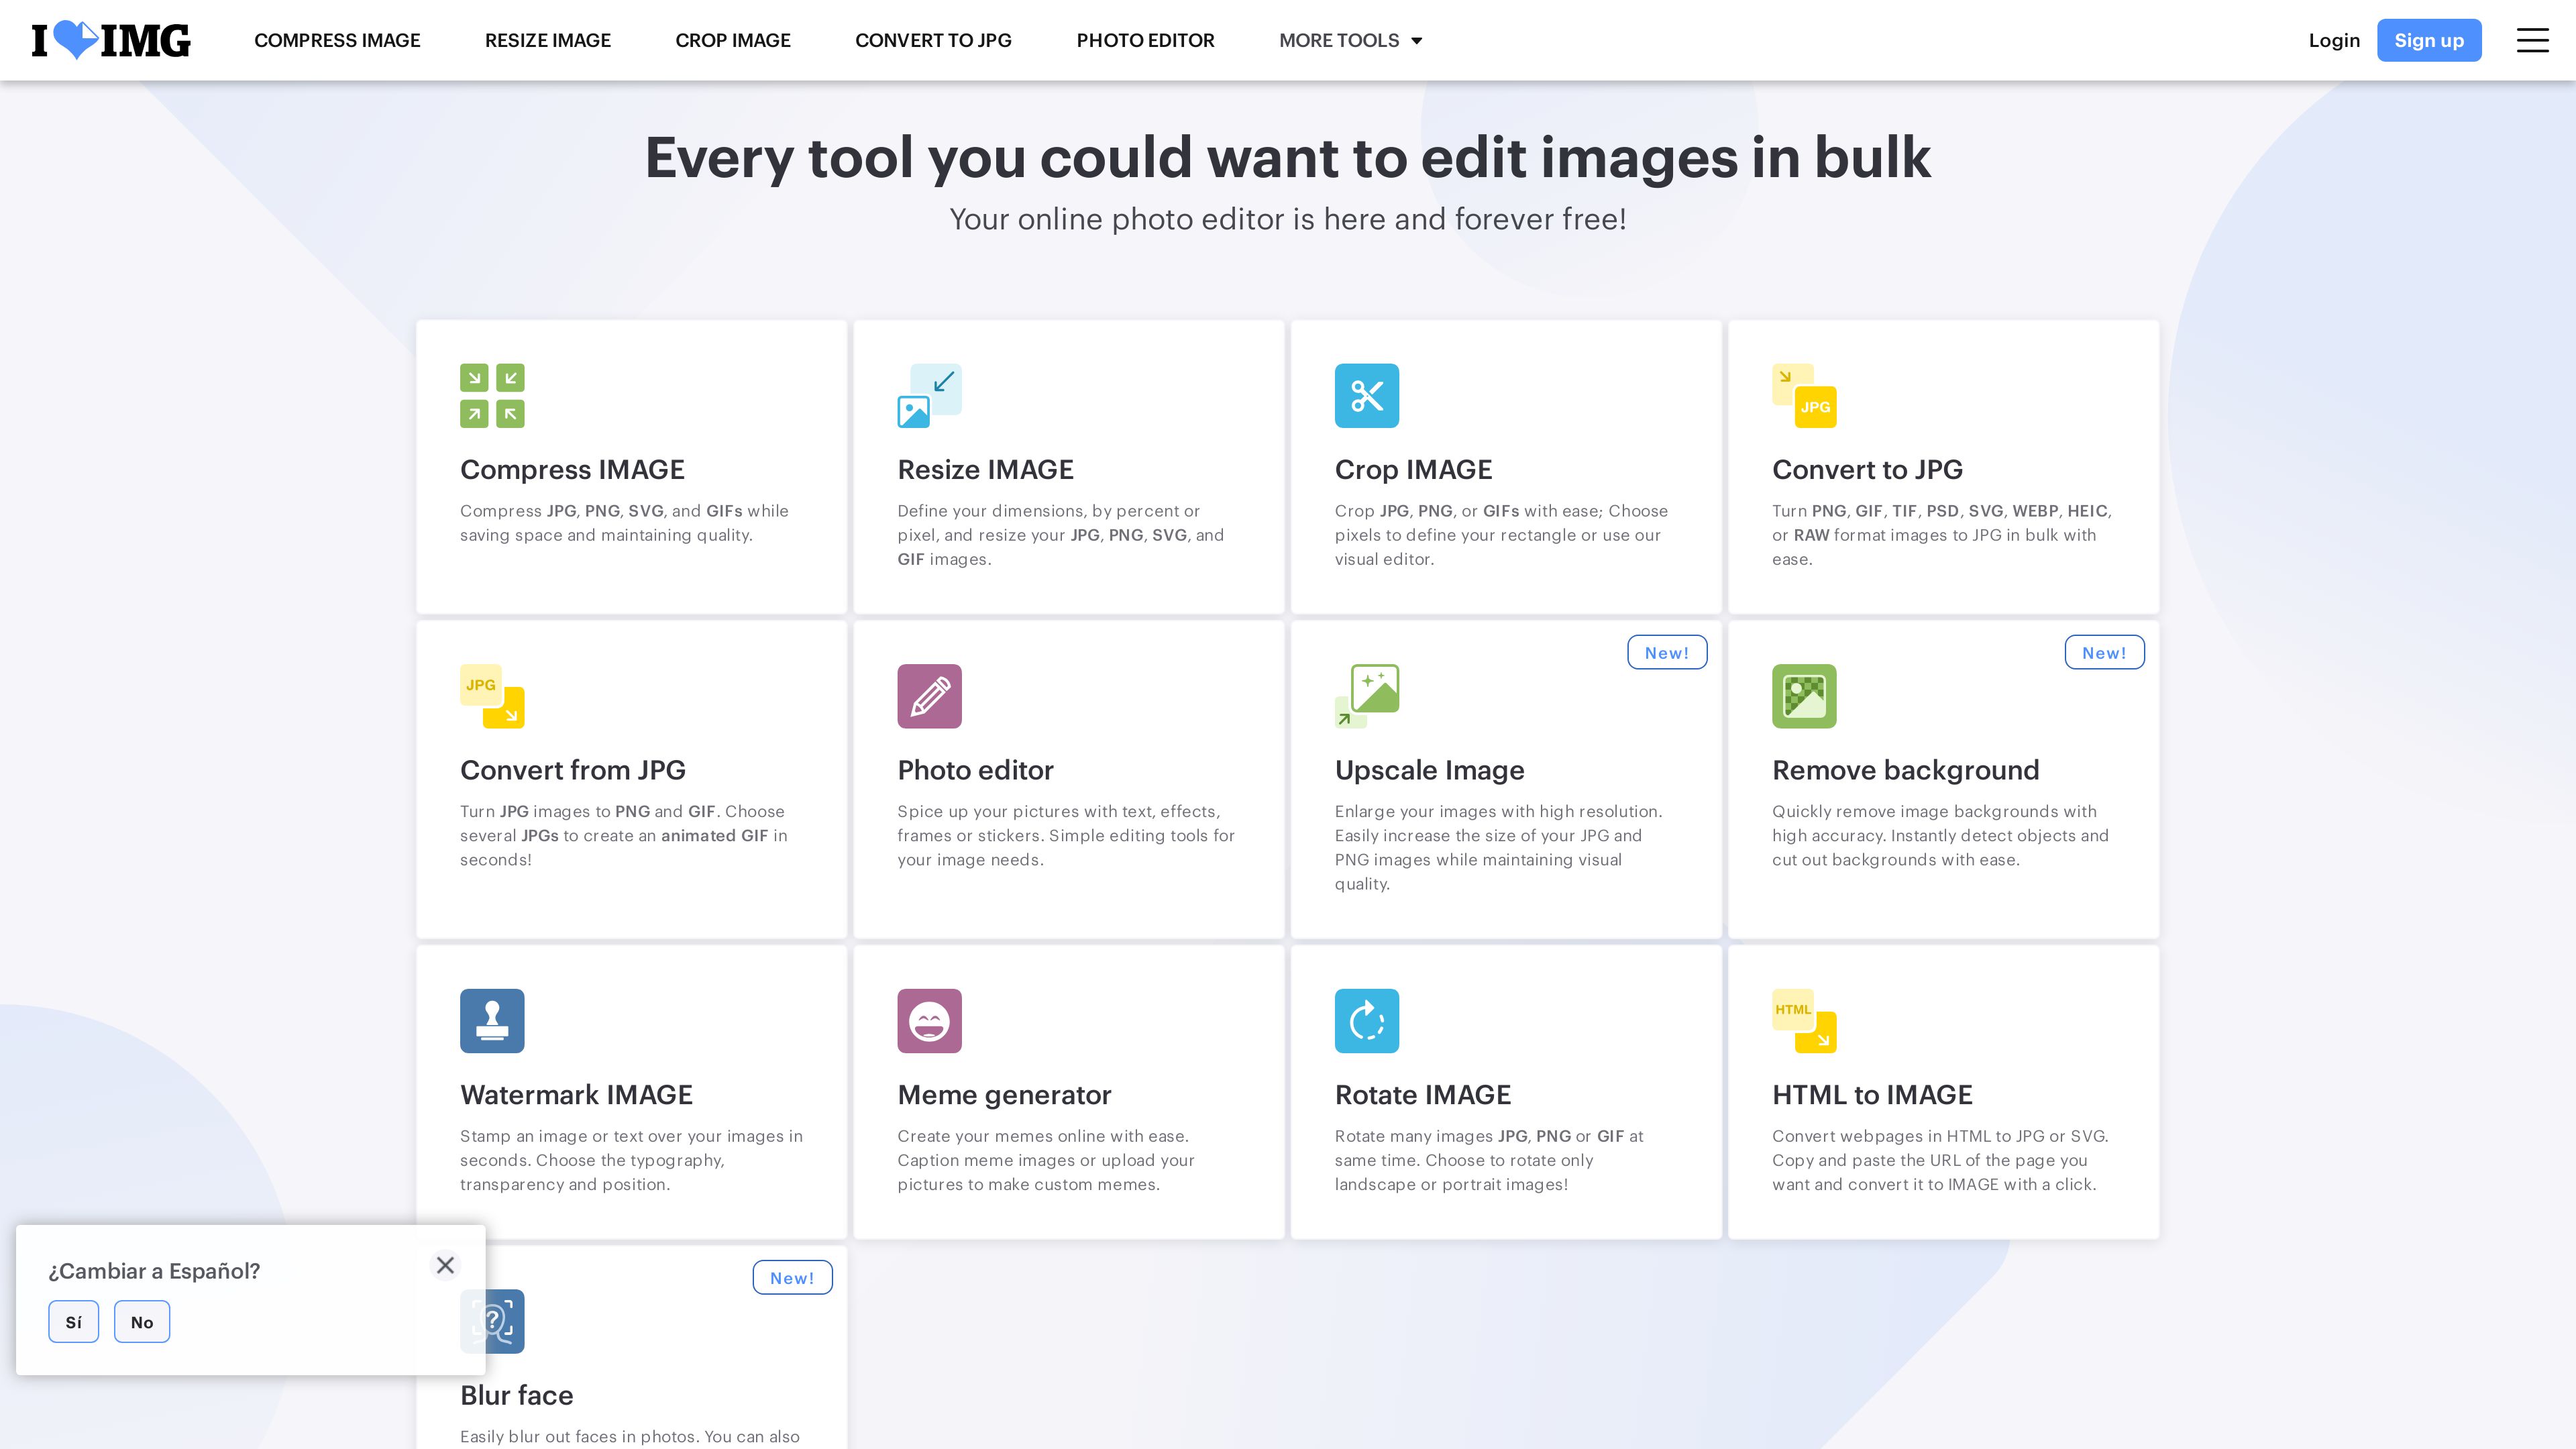 I IMG
COMPRESS IMAGE
RESIZE IMAGE
CROP IMAGE
CONVERT TO JPG
PHOTO EDITOR
MORE TOOLS
Login
Sign up
Every tool you could want to edit images in bulk
Your online photo editor is here and forever free!
Compress IMAGE
Compress JPG, PNG, SVG, and GIFs while
saving space and maintaining quality.
Resize IMAGE
Define your dimensions, by percent or
pixel, and resize your JPG, PNG, SVG, and
GIF images.
Crop IMAGE
Crop JPG, PNG, or GIFs with ease; Choose
pixels to define your rectangle or use our
visual editor.
JPG
Convert to JPG
Turn PNG, GIF, TIF, PSD, SVG, WEBP, HEIC,
or RAW format images to JPG in bulk with
ease.
JPG
Convert from JPG
Turn JPG images to PNG and GIF. Choose
several JPGs to create an animated GIF in
seconds!
Photo editor
Spice up your pictures with text, effects,
frames or stickers. Simple editing tools for
your image needs.
New!
Upscale Image
Enlarge your images with high resolution.
Easily increase the size of your JPG and
PNG images while maintaining visual
quality.
New!
Remove background
Quickly remove image backgrounds with
high accuracy. Instantly detect objects and
cut out backgrounds with ease.
Watermark IMAGE
Stamp an image or text over your images in
seconds. Choose the typography,
transparency and position.
Meme generator
Create your memes online with ease.
Caption meme images or upload your
pictures to make custom memes.
Rotate IMAGE
Rotate many images JPG, PNG or GIF at
same time. Choose to rotate only
landscape or portrait images!
HTML
HTML to IMAGE
Convert webpages in HTML to JPG or SVG.
Copy and paste the URL of the page you
want and convert it to IMAGE with a click.
New!
?
Blur face
Easily blur out faces in photos. You can also
¿Cambiar a Español?
Sí
No